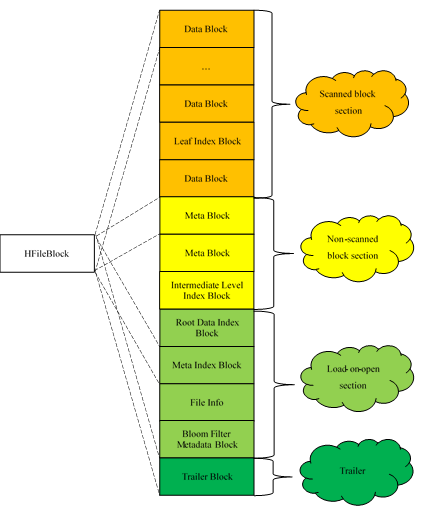 Data Block
...
Data Block
Leaf Index Block
Data Block
Scanned block
section
HFileBlock
Meta Block
Meta Block
Intermediate Level
Index Block
Non-scanned
block section
Root Data Index
Block
Meta Index Block
File Info
Bloom Filter
Metadata Block
Load-on-open
section
Trailer Block
Trailer